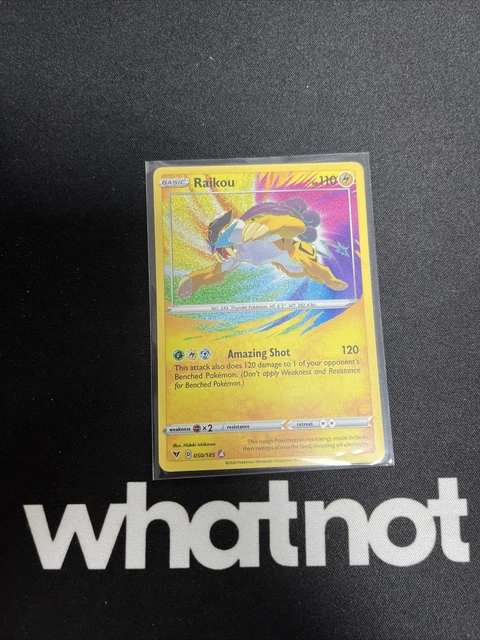 BASIC Raikou HP 110
NO. 243 Thunder Pokémon HT: 6'3" WT: 392.4 lbs.
Amazing Shot 120
This attack also does 120 damage to 1 of your opponent's
Benched Pokémon. (Don't apply Weakness and Resistance
for Benched Pokémon.)
weakness ×2 resistance retreat
Illus. Hideki Ishikawa
This rough Pokémon stores energy inside its body,
then sweeps across the land, shooting off electricity.
D 050/185
©2020 Pokémon / Nintendo /
whatnot